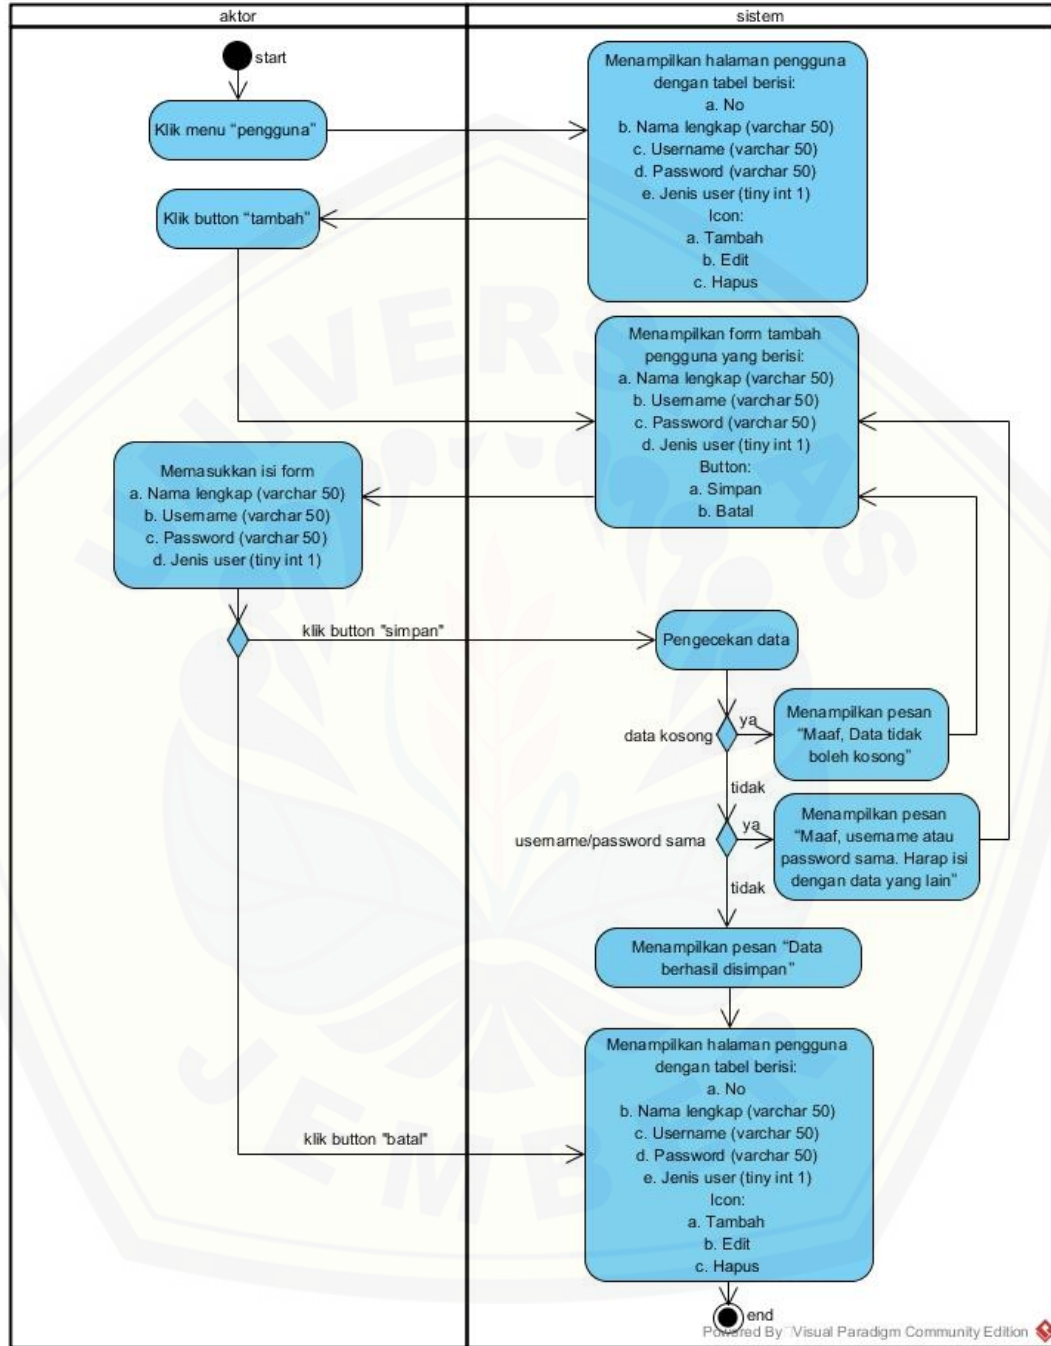 aktor
sistem
start
Klik menu “pengguna”
Menampilkan halaman pengguna
dengan tabel berisi:
a. No
b. Nama lengkap (varchar 50)
c. Username (varchar 50)
d. Password (varchar 50)
e. Jenis user (tiny int 1)
Icon:
a. Tambah
b. Edit
c. Hapus
Klik button “tambah”
Menampilkan form tambah
pengguna yang berisi:
a. Nama lengkap (varchar 50)
b. Username (varchar 50)
c. Password (varchar 50)
d. Jenis user (tiny int 1)
Button:
a. Simpan
b. Batal
Memasukkan isi form
a. Nama lengkap (varchar 50)
b. Username (varchar 50)
c. Password (varchar 50)
d. Jenis user (tiny int 1)
klik button "simpan"
Pengecekan data
data kosong
ya
Menampilkan pesan
“Maaf, Data tidak
boleh kosong”
tidak
username/password sama
ya
Menampilkan pesan
“Maaf, username atau
password sama. Harap isi
dengan data yang lain”
tidak
Menampilkan pesan “Data
berhasil disimpan”
klik button "batal"
Menampilkan halaman pengguna
dengan tabel berisi:
a. No
b. Nama lengkap (varchar 50)
c. Username (varchar 50)
d. Password (varchar 50)
e. Jenis user (tiny int 1)
Icon:
a. Tambah
b. Edit
c. Hapus
end
Powered By Visual Paradigm Community Edition
UNIVERSITAS
JEMBER